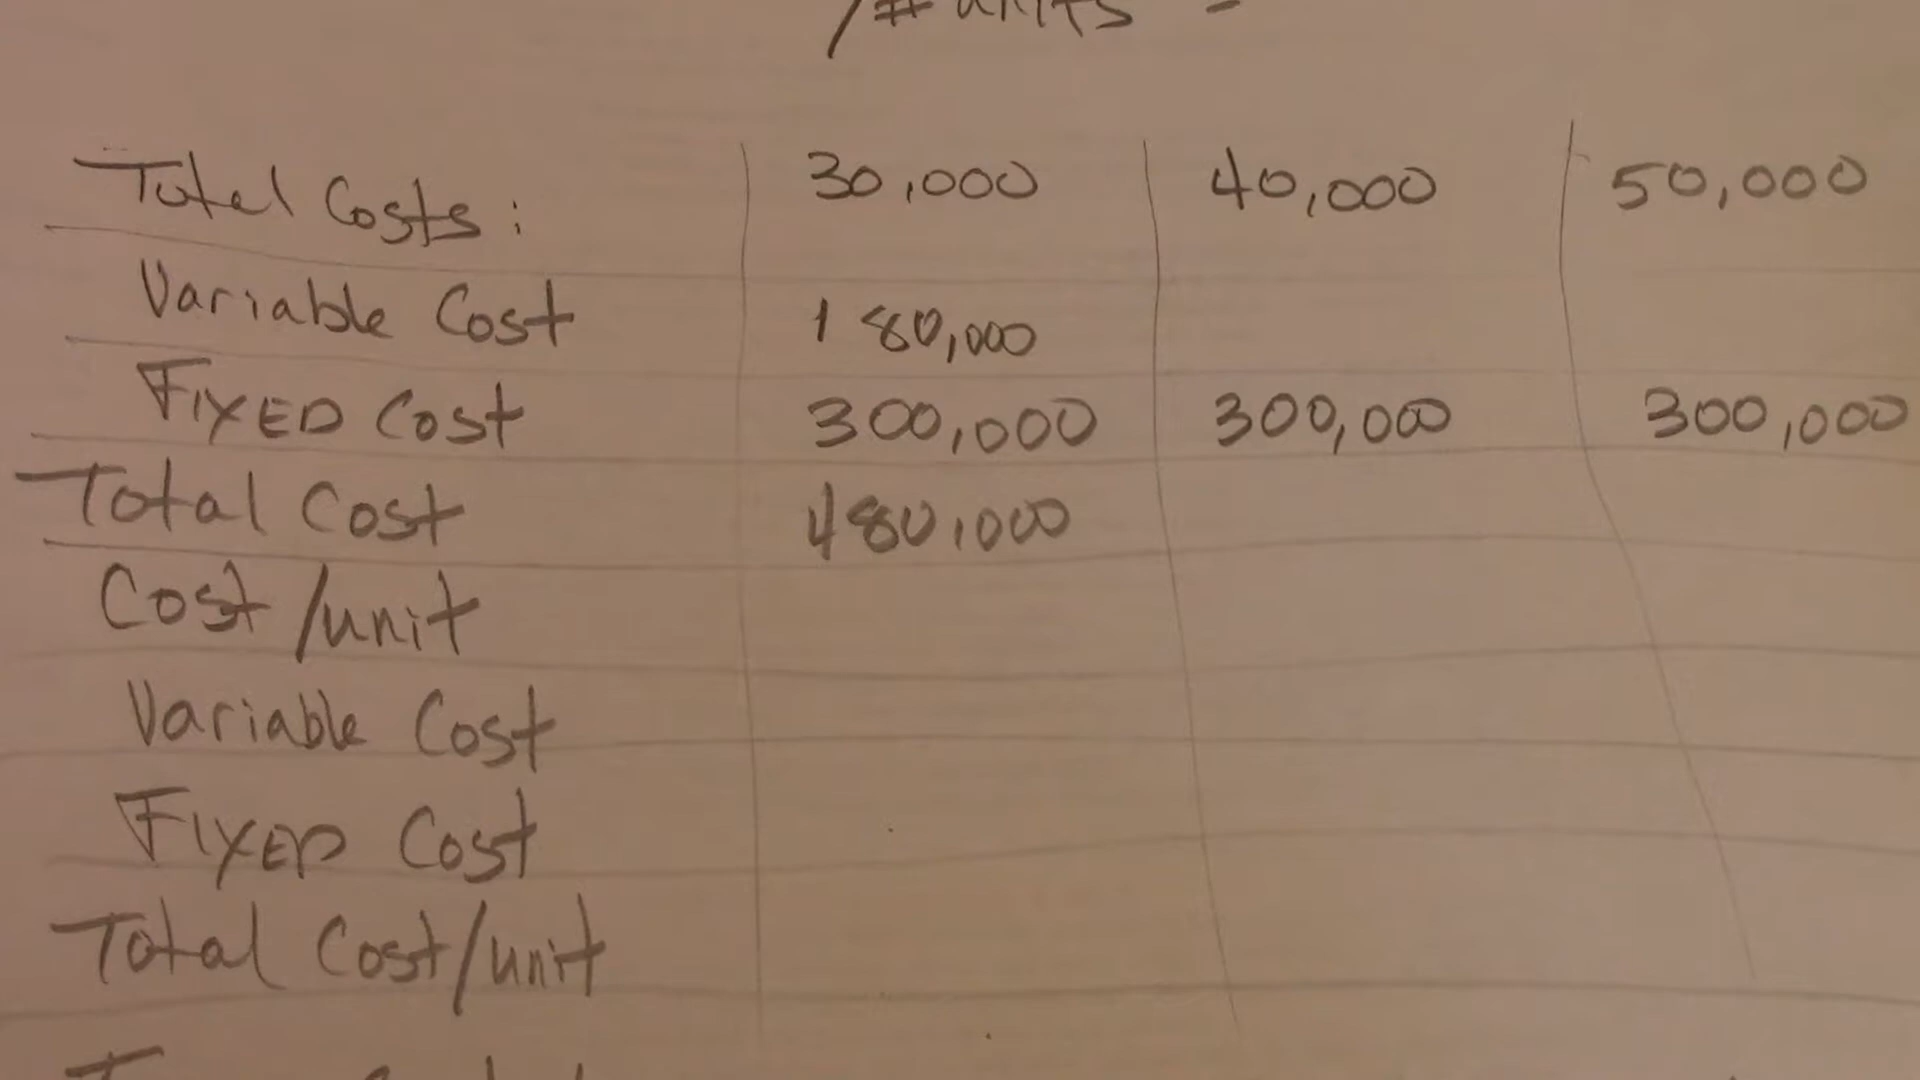 /# units =
Total Costs: 30,000 40,000 50,000
Variable Cost 180,000
FIXED Cost 300,000 300,000 300,000
Total Cost 480,000
Cost /unit
Variable Cost
FIXED Cost
Total Cost/unit